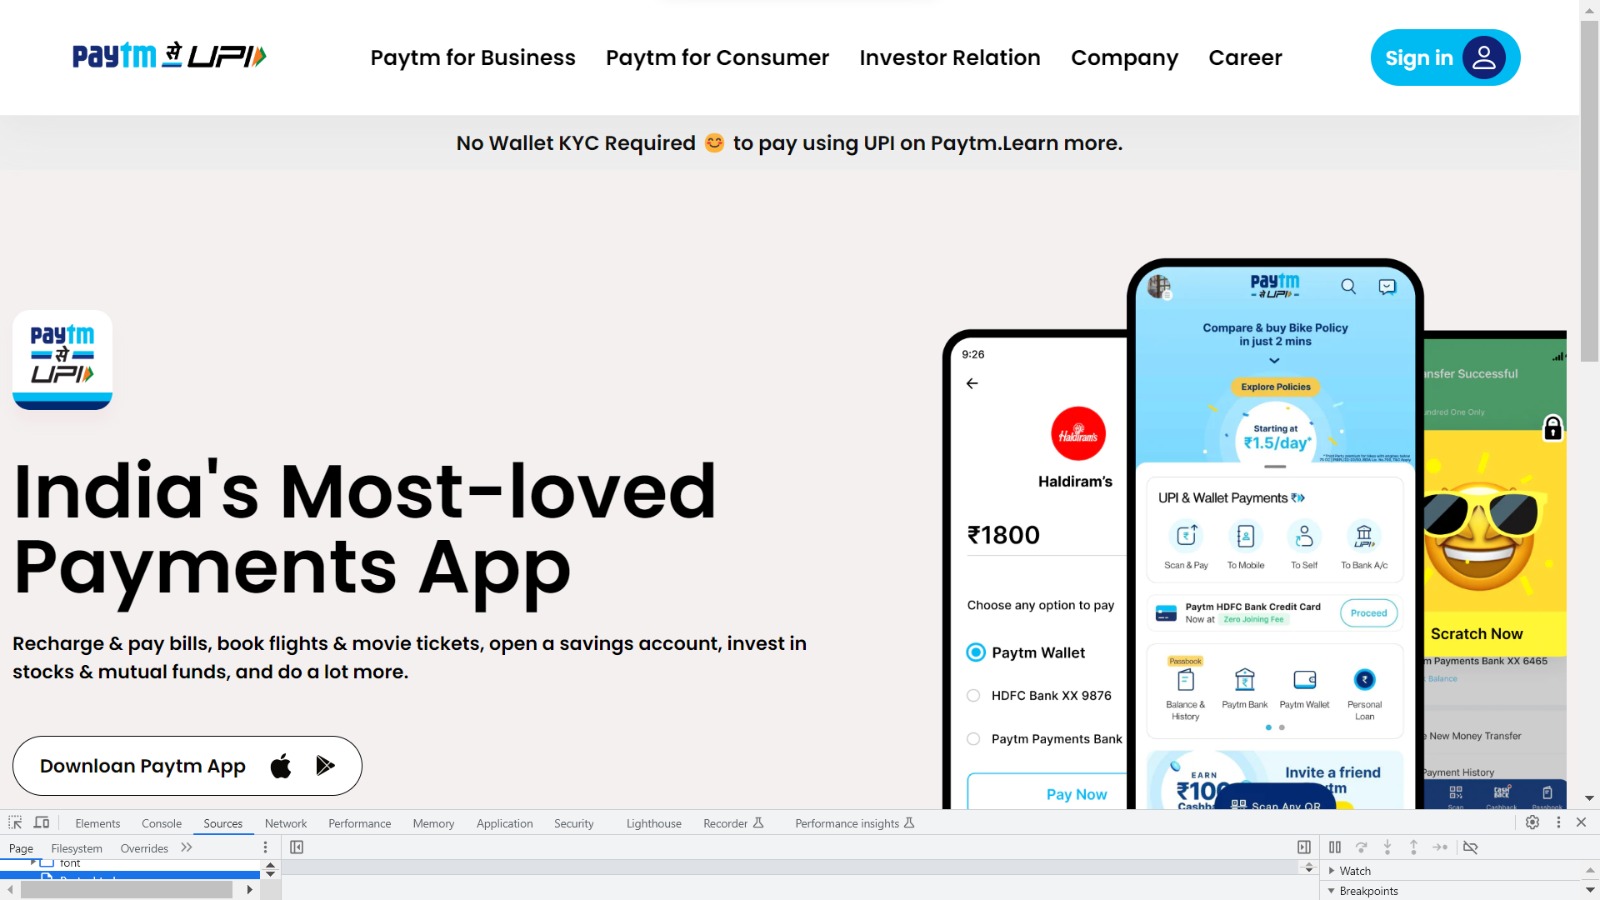 paytm से UPI
Paytm for Business
Paytm for Consumer
Investor Relation
Company
Career
Sign in
No Wallet KYC Required 😊 to pay using UPI on Paytm.Learn more.
paytm
से
UPI
India's Most-loved
Payments App
Recharge & pay bills, book flights & movie tickets, open a savings account, invest in
stocks & mutual funds, and do a lot more.
Downloan Paytm App
9:26
Haldiram's
Haldiram's
₹1800
Choose any option to pay
Paytm Wallet
HDFC Bank XX 9876
Paytm Payments Bank
Pay Now
paytm
से UPI
Compare & buy Bike Policy
in just 2 mins
Explore Policies
Starting at
₹1.5/day*
UPI & Wallet Payments
Scan & Pay
To Mobile
To Self
UPI
To Bank A/c
Paytm HDFC Bank Credit Card
Now at Zero Joining Fee
Proceed
Passbook
Balance &
History
Paytm Bank
Paytm Wallet
Personal
Loan
EARN
₹100
Cashb
Invite a friend
tm
Scan Any QR
nsfer Successful
ndred One Only
Scratch Now
m Payments Bank XX 6465
Balance
e New Money Transfer
Payment History
Scan
Cashback
Passbook
Elements
Console
Sources
Network
Performance
Memory
Application
Security
Lighthouse
Recorder
Performance insights
Page
Filesystem
Overrides
font
Watch
Breakpoints